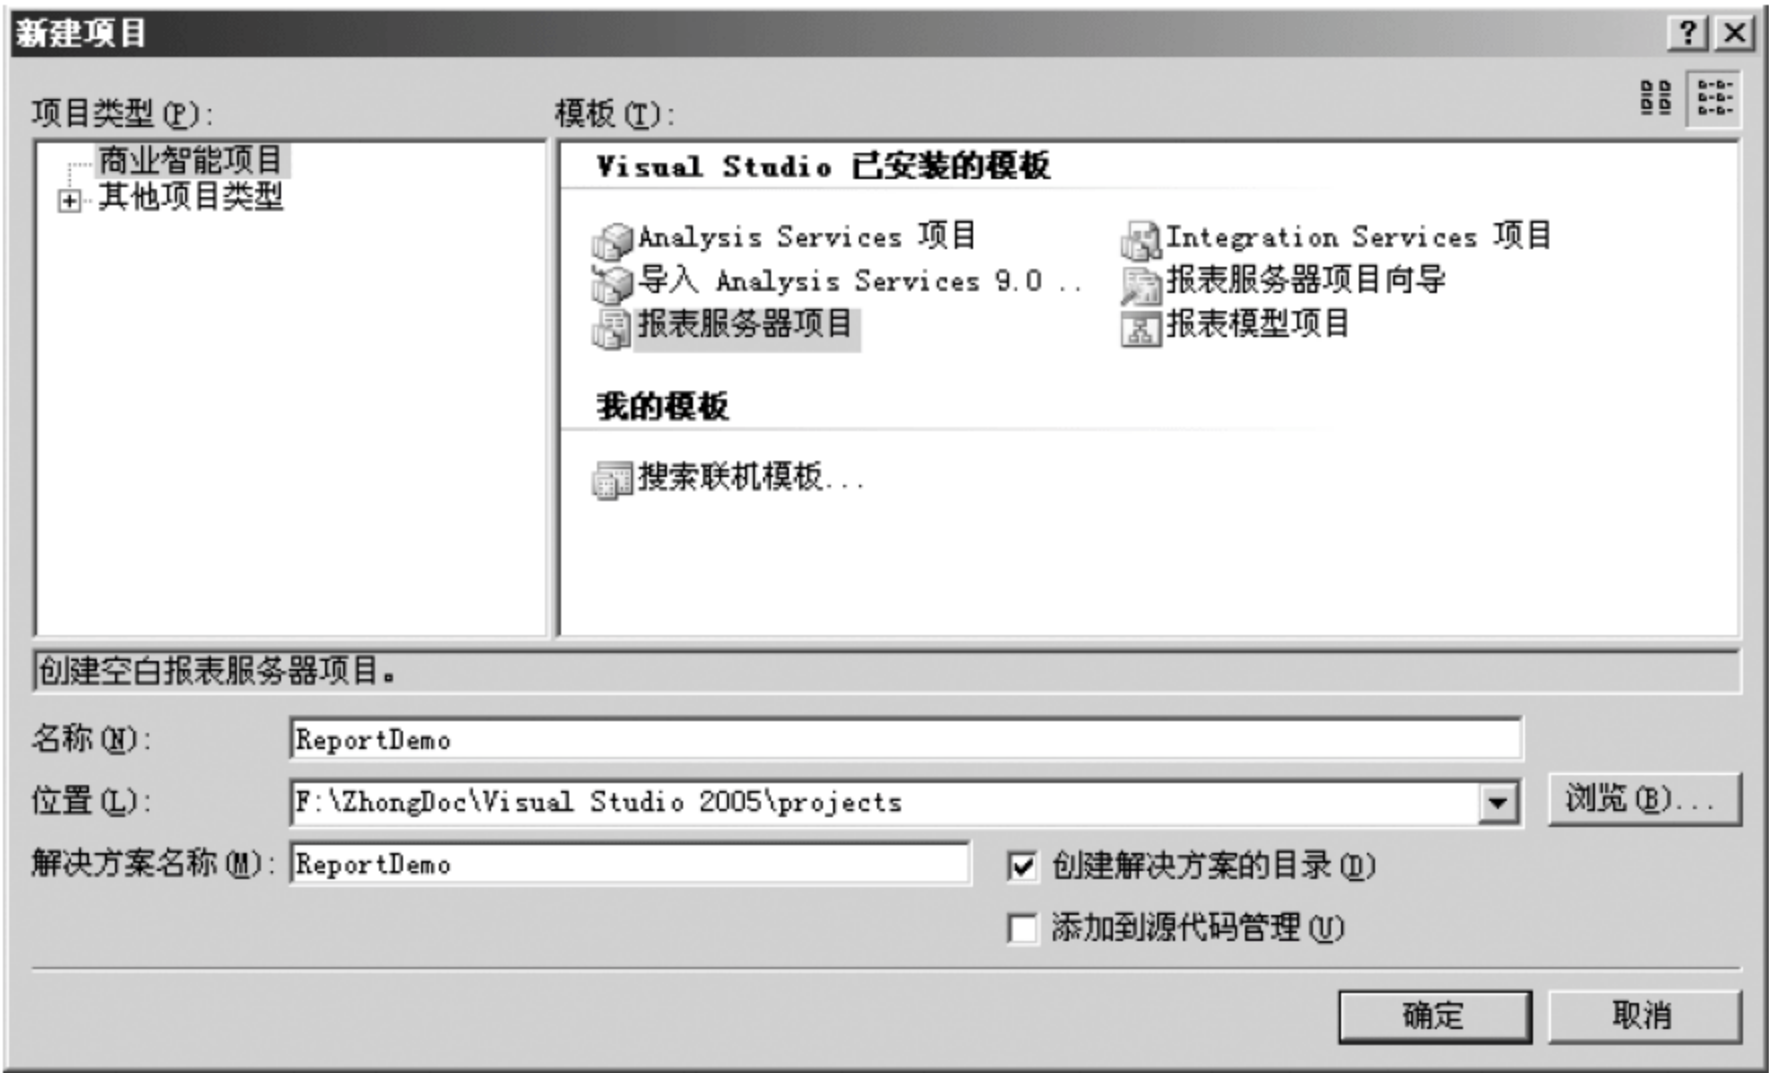 新建项目
项目类型(P):
模板(T):
商业智能项目
其他项目类型
Visual Studio 已安装的模板
Analysis Services 项目
Integration Services 项目
导入 Analysis Services 9.0 ..
报表服务器项目向导
报表服务器项目
报表模型项目
我的模板
搜索联机模板...
创建空白报表服务器项目。
名称(N):
ReportDemo
位置(L):
F:\ZhongDoc\Visual Studio 2005\projects
浏览(B)...
解决方案名称(M):
ReportDemo
创建解决方案的目录(D)
添加到源代码管理(U)
确定
取消